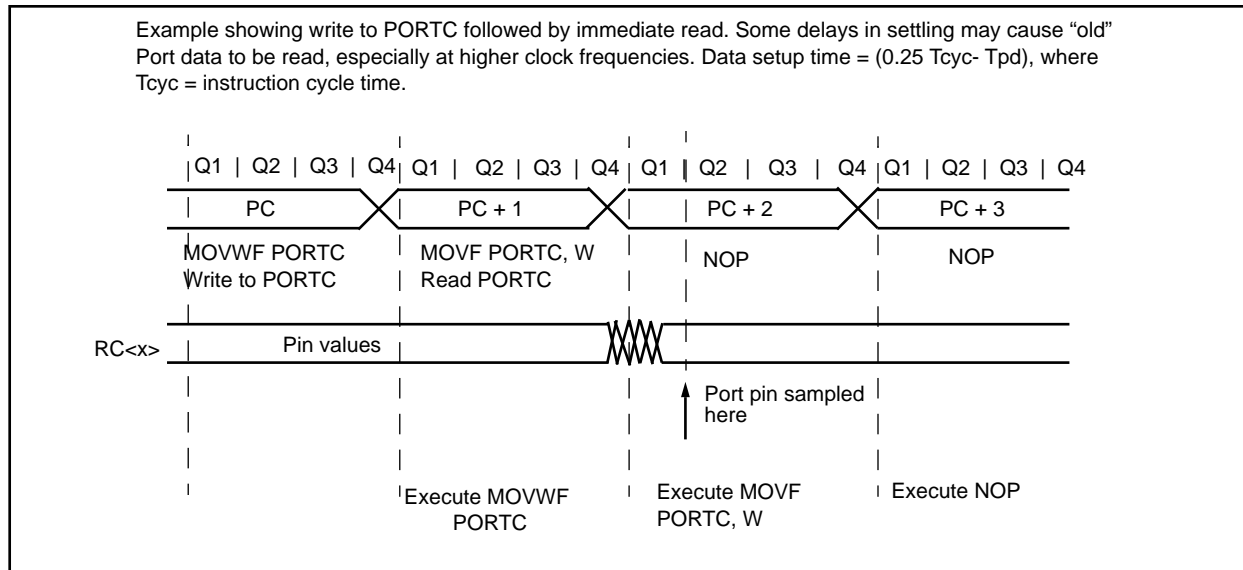 Example showing write to PORTC followed by immediate read. Some delays in settling may cause “old”
Port data to be read, especially at higher clock frequencies. Data setup time = (0.25 Tcyc- Tpd), where
Tcyc = instruction cycle time.
Q1 | Q2 | Q3 | Q4 Q1 | Q2 | Q3 | Q4 Q1 | Q2 | Q3 | Q4 Q1 | Q2 | Q3 | Q4
PC PC + 1 PC + 2 PC + 3
MOVWF PORTC MOVF PORTC, W NOP NOP
Write to PORTC Read PORTC
RC<x> Pin values
Port pin sampled
here
Execute MOVWF Execute MOVF Execute NOP
PORTC PORTC, W